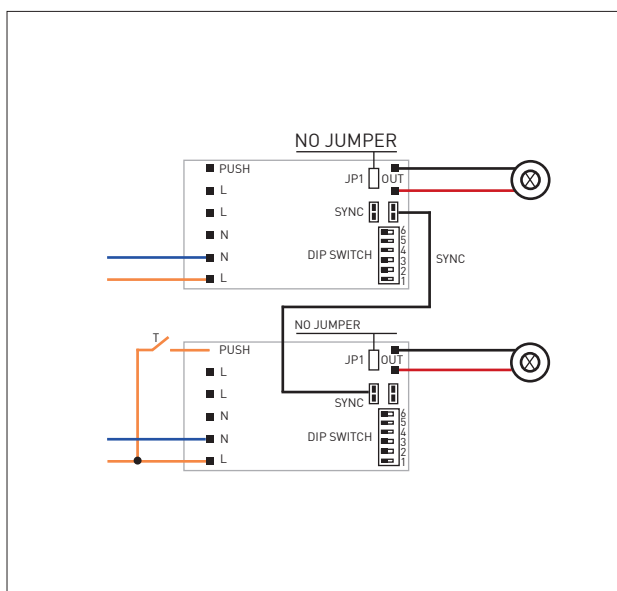 NO JUMPER
PUSH
JP1 OUT
L
L
SYNC
N
DIP SWITCH
6
5
4
3
2
1
N
L
SYNC
T
NO JUMPER
PUSH
JP1 OUT
L
L
SYNC
N
DIP SWITCH
6
5
4
3
2
1
N
L